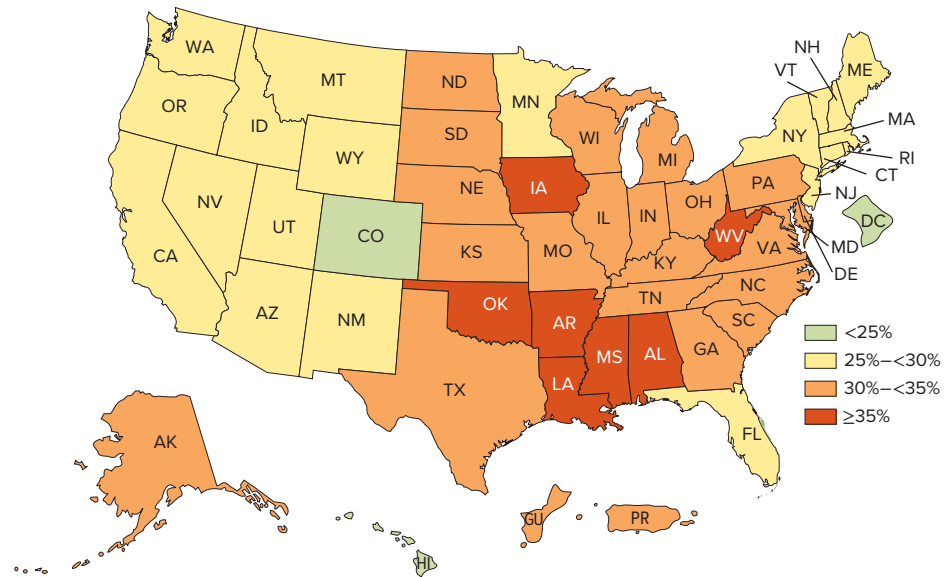 WA
OR
CA
NV
ID
MT
WY
UT
AZ
CO
NM
ND
SD
NE
KS
OK
TX
MN
IA
MO
AR
LA
WI
IL
MI
IN
OH
KY
TN
MS
AL
GA
FL
SC
NC
VA
WV
PA
NY
VT
NH
ME
MA
RI
CT
NJ
DC
MD
DE
AK
HI
GU
PR
<25%
25%–<30%
30%–<35%
≥35%